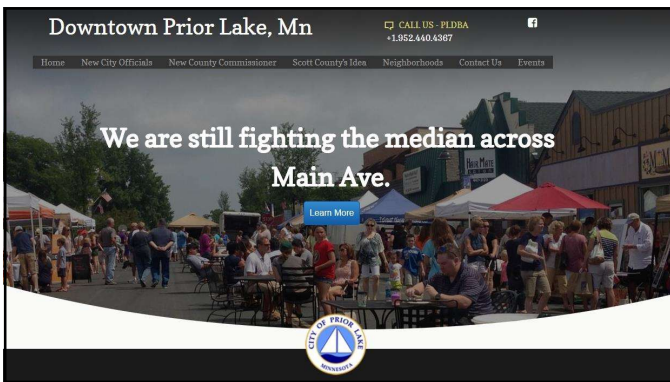 Downtown Prior Lake, Mn
CALL US - PLDBA
+1.952.440.4367
Home New City Officials New County Commissioner Scott County's Idea Neighborhoods Contact Us Events
We are still fighting the median across
Main Ave.
Learn More
CITY OF PRIOR LAKE
MINNESOTA